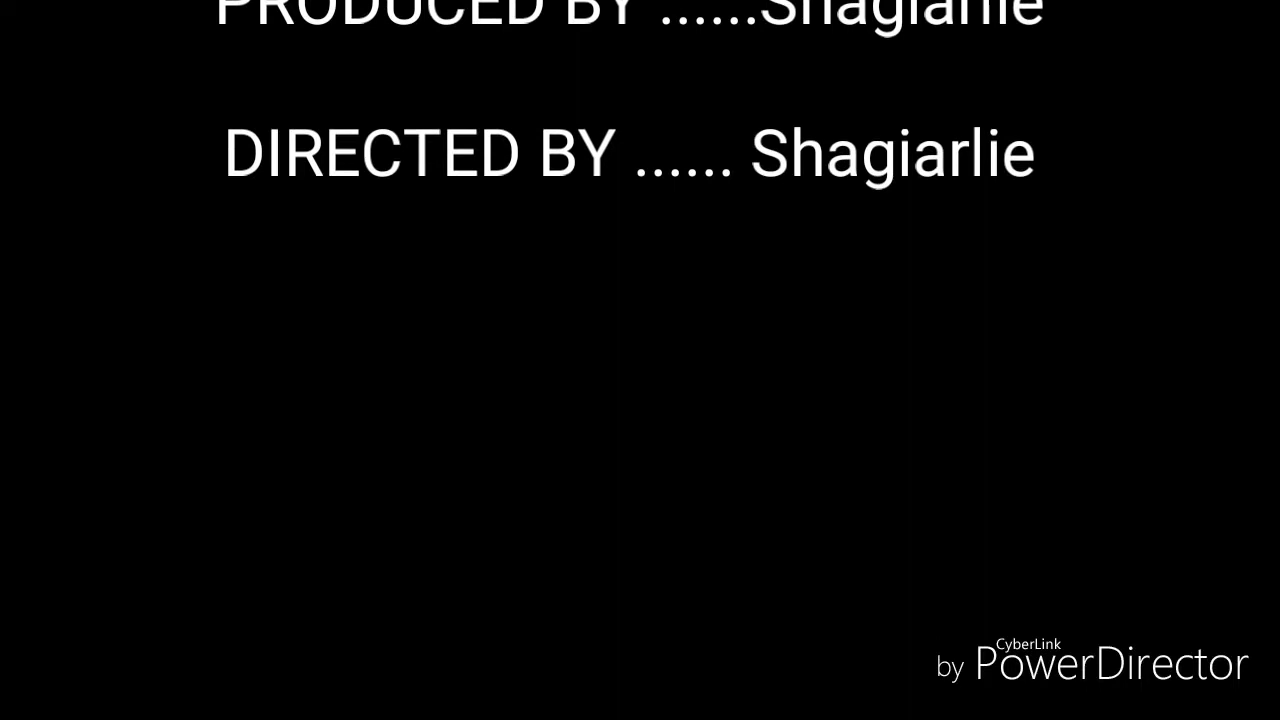 PRODUCED BY ......Shagiarlie
DIRECTED BY ...... Shagiarlie
CyberLink
by PowerDirector